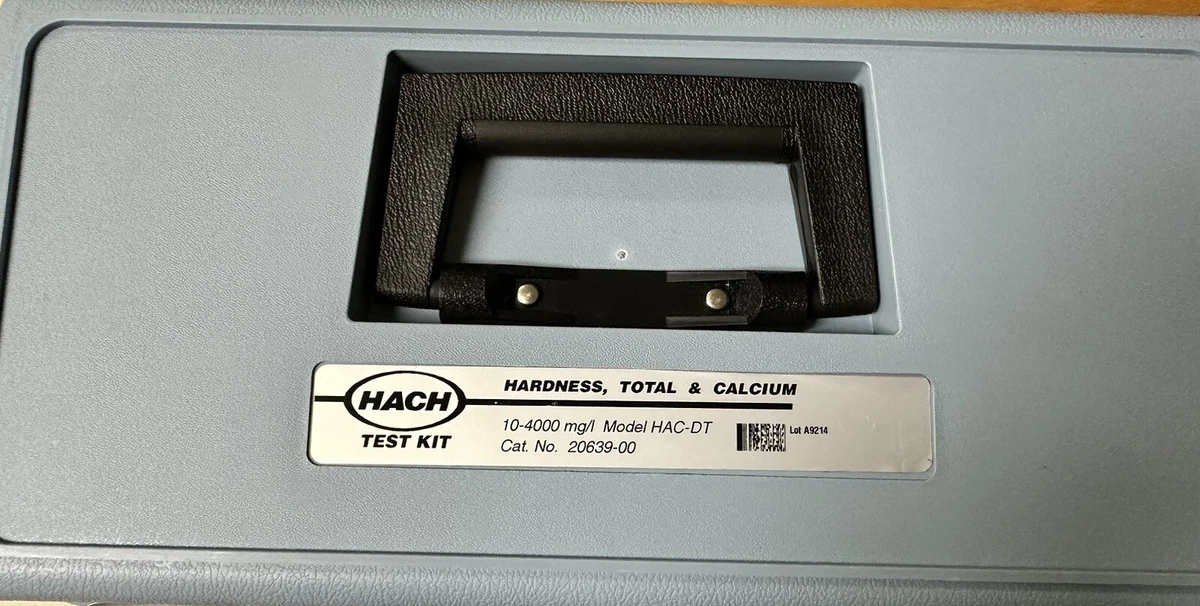 HACH
TEST KIT
HARDNESS, TOTAL & CALCIUM
10-4000 mg/l Model HAC-DT
Cat. No. 20639-00
Lot A9214